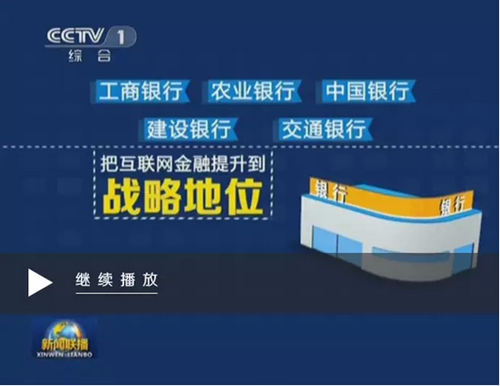 CCTV 1
综合
工商银行 农业银行 中国银行
建设银行 交通银行
把互联网金融提升到
战略地位
银行 银行
继续播放
新闻联播
XINWEN LIANBO